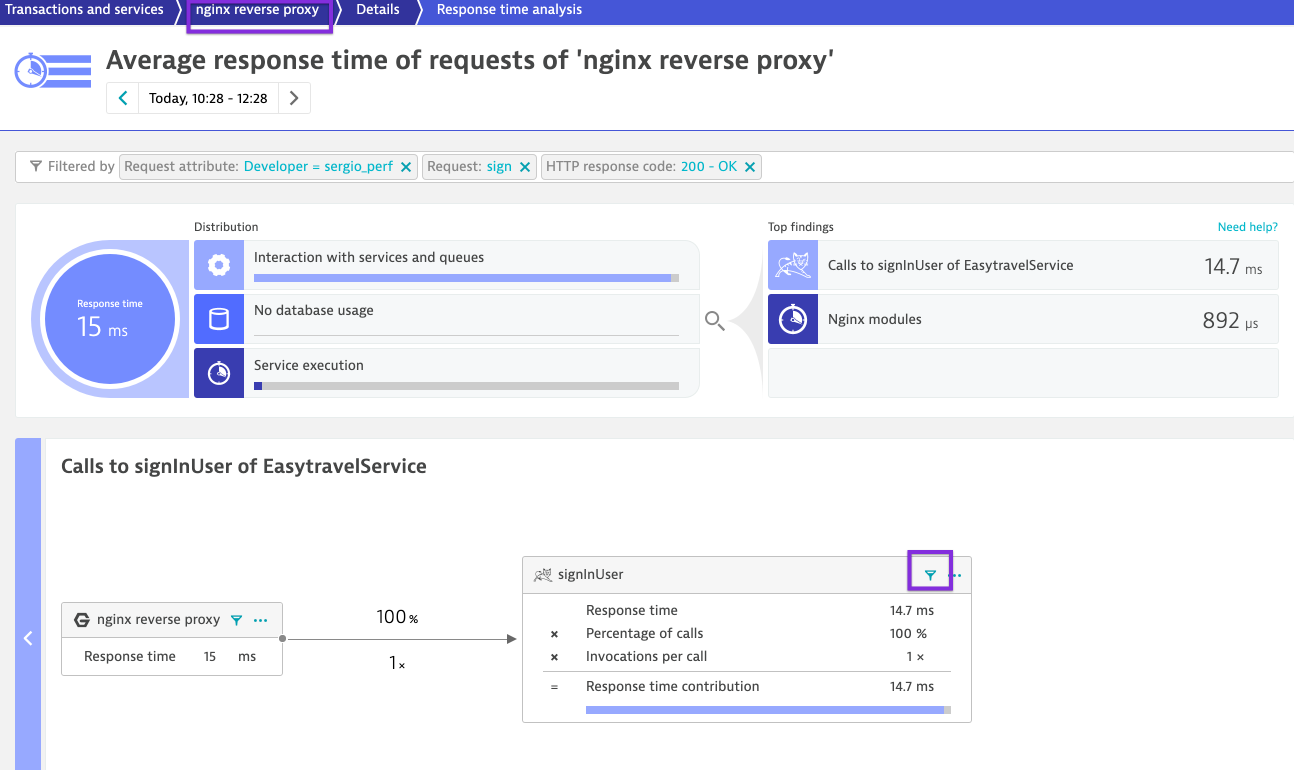 Transactions and services nginx reverse proxy Details Response time analysis
Average response time of requests of 'nginx reverse proxy'
Today, 10:28 - 12:28
Filtered by Request attribute: Developer = sergio_perf Request: sign HTTP response code: 200 - OK
Distribution
Response time
15 ms
Interaction with services and queues
No database usage
Service execution
Top findings
Need help?
Calls to signInUser of EasytravelService 14.7 ms
Nginx modules 892 µs
Calls to signInUser of EasytravelService
nginx reverse proxy ...
Response time 15 ms
100 %
1 ×
signInUser ...
Response time 14.7 ms
× Percentage of calls 100 %
× Invocations per call 1 ×
= Response time contribution 14.7 ms